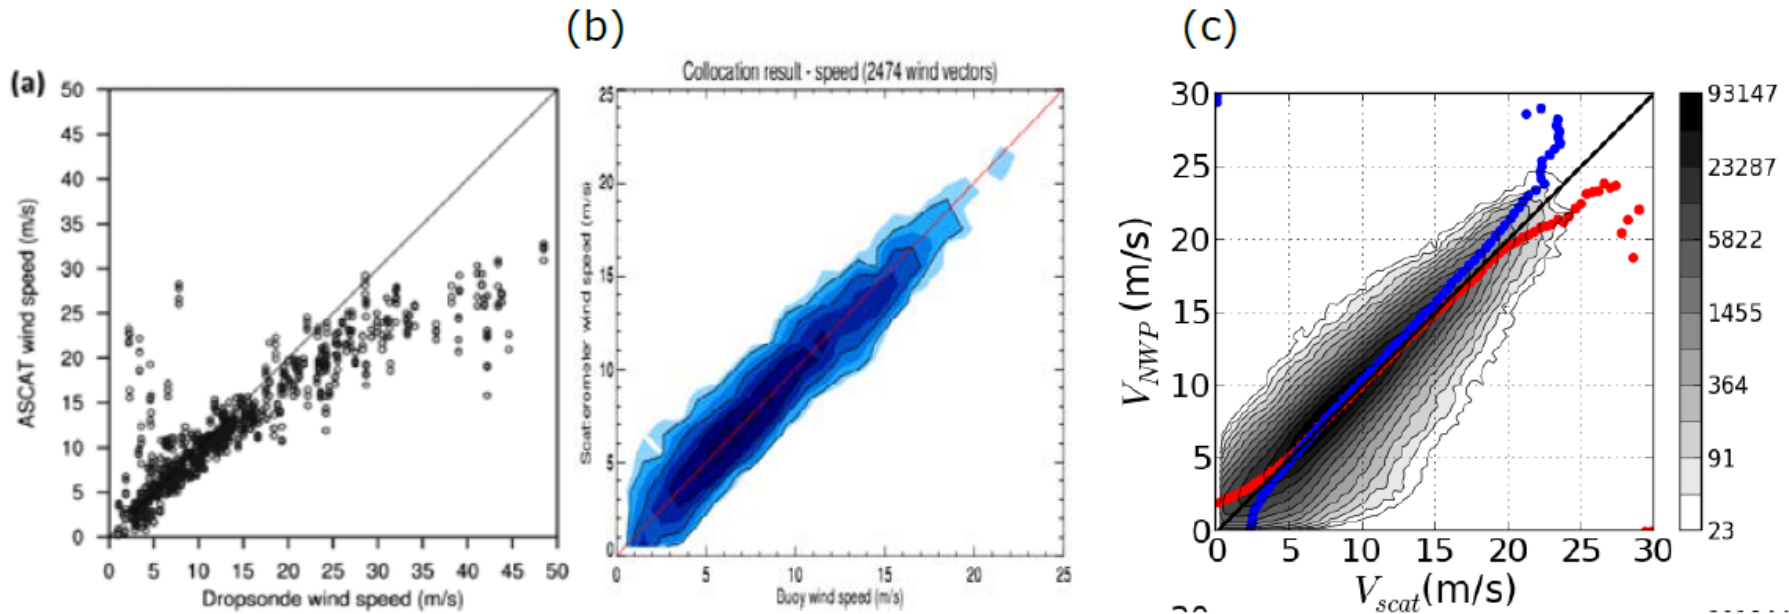 (a)
50
45
40
35
30
25
20
15
10
5
0
ASCAT wind speed (m/s)
0 5 10 15 20 25 30 35 40 45 50
Dropsonde wind speed (m/s)
(b)
Collocation result - speed (2474 wind vectors)
25
20
15
10
5
0
Scatterometer wind speed (m/s)
0 5 10 15 20 25
Buoy wind speed (m/s)
(c)
30
25
20
15
10
5
0
V_NWP (m/s)
0 5 10 15 20 25 30
V_scat (m/s)
93147
23287
5822
1455
364
91
23